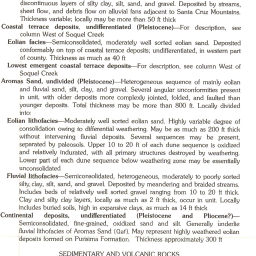 discontinuous layers of silty clay, silt, sand, and gravel. Deposited by streams,
sheet flow, and debris flow on alluvial fans adjacent to Santa Cruz Mountains.
Thickness variable; locally may be more than 50 ft thick
Coastal terrace deposits, undifferentiated (Pleistocene)—For description, see
column West of Soquel Creek
Eolian facies—Semiconsolidated, moderately well sorted eolian sand. Deposited
conformably on top of coastal terrace deposits; undifferentiated, in western part
of county. Thickness as much as 40 ft
Lowest emergent coastal terrace deposits—For description, see column West of
Soquel Creek
Aromas Sand, undivided (Pleistocene)—Heterogeneous sequence of mainly eolian
and fluvial sand, silt, clay, and gravel. Several angular unconformities present
in unit, with older deposits more complexly jointed, folded, and faulted than
younger deposits. Total thickness may be more than 800 ft. Locally divided
into:
Eolian lithofacies—Moderately well sorted eolian sand. Highly variable degree of
consolidation owing to differential weathering. May be as much as 200 ft thick
without intervening fluvial deposits. Several sequences may be present,
separated by paleosols. Upper 10 to 20 ft of each dune sequence is oxidized
and relatively indurated, with all primary structures destroyed by weathering.
Lower part of each dune sequence below weathering zone may be essentially
unconsolidated
Fluvial lithofacies—Semiconsolidated, heterogeneous, moderately to poorly sorted
silty clay, silt, sand, and gravel. Deposited by meandering and braided streams.
Includes beds of relatively well sorted gravel ranging from 10 to 20 ft thick.
Clay and silty clay layers, locally as much as 2 ft thick, occur in unit. Locally
includes buried soils, high in expansive clays, as much as 14 ft thick
Continental deposits, undifferentiated (Pleistocene and Pliocene?)—
Semiconsolidated, fine-grained, oxidized sand and silt. Generally underlie
fluvial lithofacies of Aromas Sand (Qaf). May represent highly weathered eolian
deposits formed on Purisima Formation. Thickness approximately 300 ft
SEDIMENTARY AND VOLCANIC ROCKS